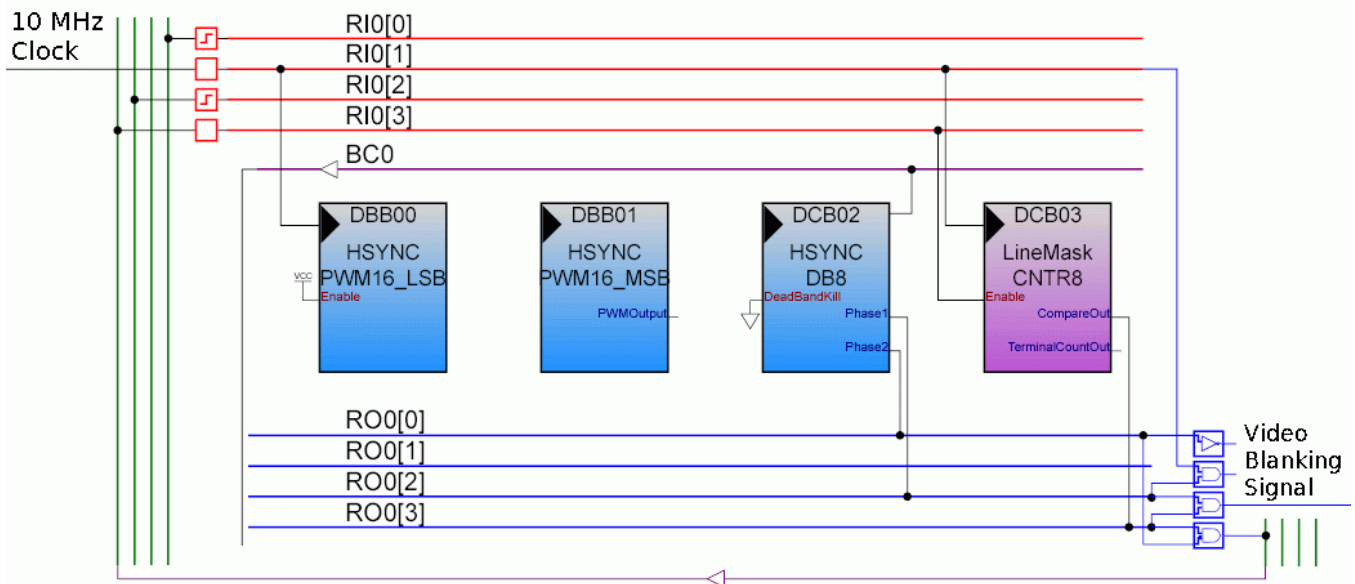 10 MHz
Clock
RI0[0]
RI0[1]
RI0[2]
RI0[3]
BC0
DBB00
HSYNC
PWM16_LSB
VCC
Enable
DBB01
HSYNC
PWM16_MSB
PWMOutput
DCB02
HSYNC
DB8
DeadBandKill
Phase1
Phase2
DCB03
LineMask
CNTR8
Enable
CompareOut
TerminalCountOut
RO0[0]
RO0[1]
RO0[2]
RO0[3]
Video
Blanking
Signal